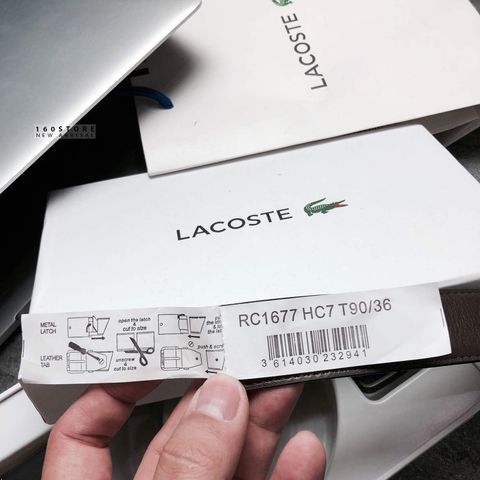 LACOSTE
160STORE
NEW ARRIVAL
LACOSTE
METAL
LATCH
open the latch
cut to size
LEATHER
TAB
unscrew
cut to size
push & scre
RC1677 HC7 T90/36
3 614030 232941